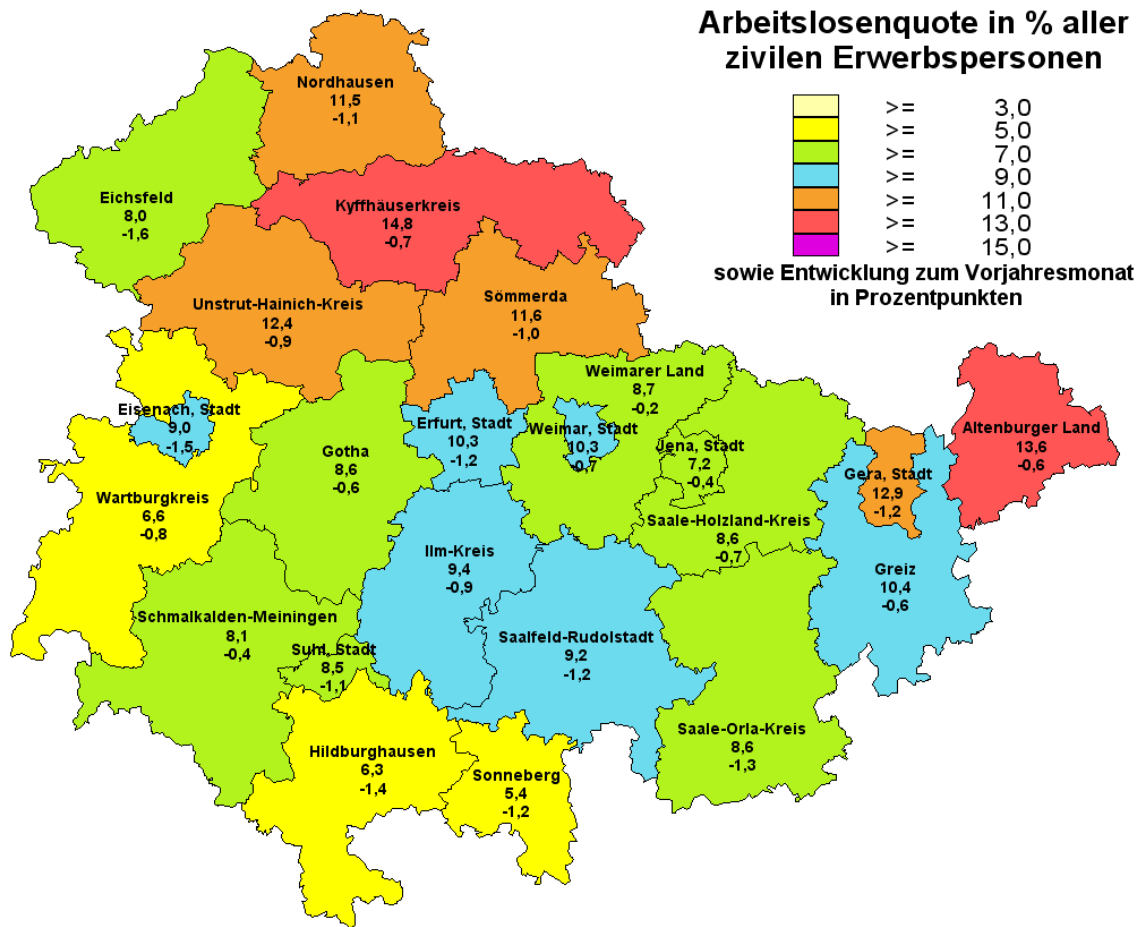 Arbeitslosenquote in % aller
zivilen Erwerbspersonen
>= 3,0
>= 5,0
>= 7,0
>= 9,0
>= 11,0
>= 13,0
>= 15,0
sowie Entwicklung zum Vorjahresmonat
in Prozentpunkten
Nordhausen
11,5
-1,1
Eichsfeld
8,0
-1,6
Kyffhäuserkreis
14,8
-0,7
Unstrut-Hainich-Kreis
12,4
-0,9
Sömmerda
11,6
-1,0
Weimarer Land
8,7
-0,2
Eisenach, Stadt
9,0
-1,5
Gotha
8,6
-0,6
Erfurt, Stadt
10,3
-1,2
Weimar, Stadt
10,3
-0,7
Jena, Stadt
7,2
-0,4
Gera, Stadt
12,9
-1,2
Altenburger Land
13,6
-0,6
Wartburgkreis
6,6
-0,8
Saale-Holzland-Kreis
8,6
-0,7
Ilm-Kreis
9,4
-0,9
Greiz
10,4
-0,6
Schmalkalden-Meiningen
8,1
-0,4
Suhl, Stadt
8,5
-1,1
Saalfeld-Rudolstadt
9,2
-1,2
Saale-Orla-Kreis
8,6
-1,3
Hildburghausen
6,3
-1,4
Sonneberg
5,4
-1,2